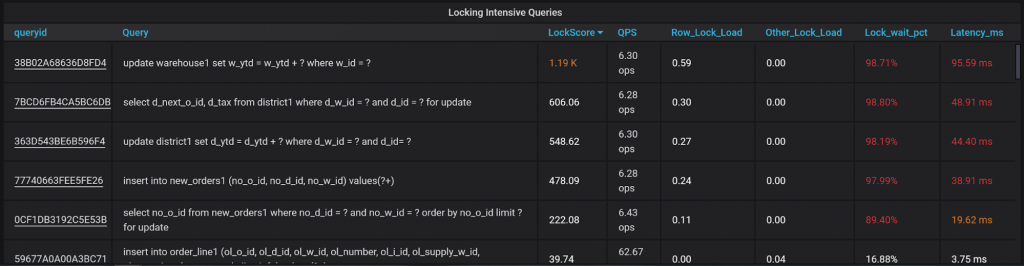 Locking Intensive Queries
queryid Query LockScore QPS Row_Lock_Load Other_Lock_Load Lock_wait_pct Latency_ms
38B02A68636D8FD4 update warehouse1 set w_ytd = w_ytd + ? where w_id = ? 1.19 K 6.30 ops 0.59 0.00 98.71% 95.59 ms
7BCD6FB4CA5BC6DB select d_next_o_id, d_tax from district1 where d_w_id = ? and d_id = ? for update 606.06 6.28 ops 0.30 0.00 98.80% 48.91 ms
363D543BE6B596F4 update district1 set d_ytd = d_ytd + ? where d_w_id = ? and d_id= ? 548.62 6.30 ops 0.27 0.00 98.19% 44.40 ms
77740663FEE5FE26 insert into new_orders1 (no_o_id, no_d_id, no_w_id) values(?+) 478.09 6.28 ops 0.24 0.00 97.99% 38.91 ms
0CF1DB3192C5E53B select no_o_id from new_orders1 where no_d_id = ? and no_w_id = ? order by no_o_id limit ? for update 222.08 6.43 ops 0.11 0.00 89.40% 19.62 ms
59677A0A00A3BC71 insert into order_line1 (ol_o_id, ol_d_id, ol_w_id, ol_number, ol_i_id, ol_supply_w_id, 39.74 62.67 0.00 0.04 16.88% 3.75 ms